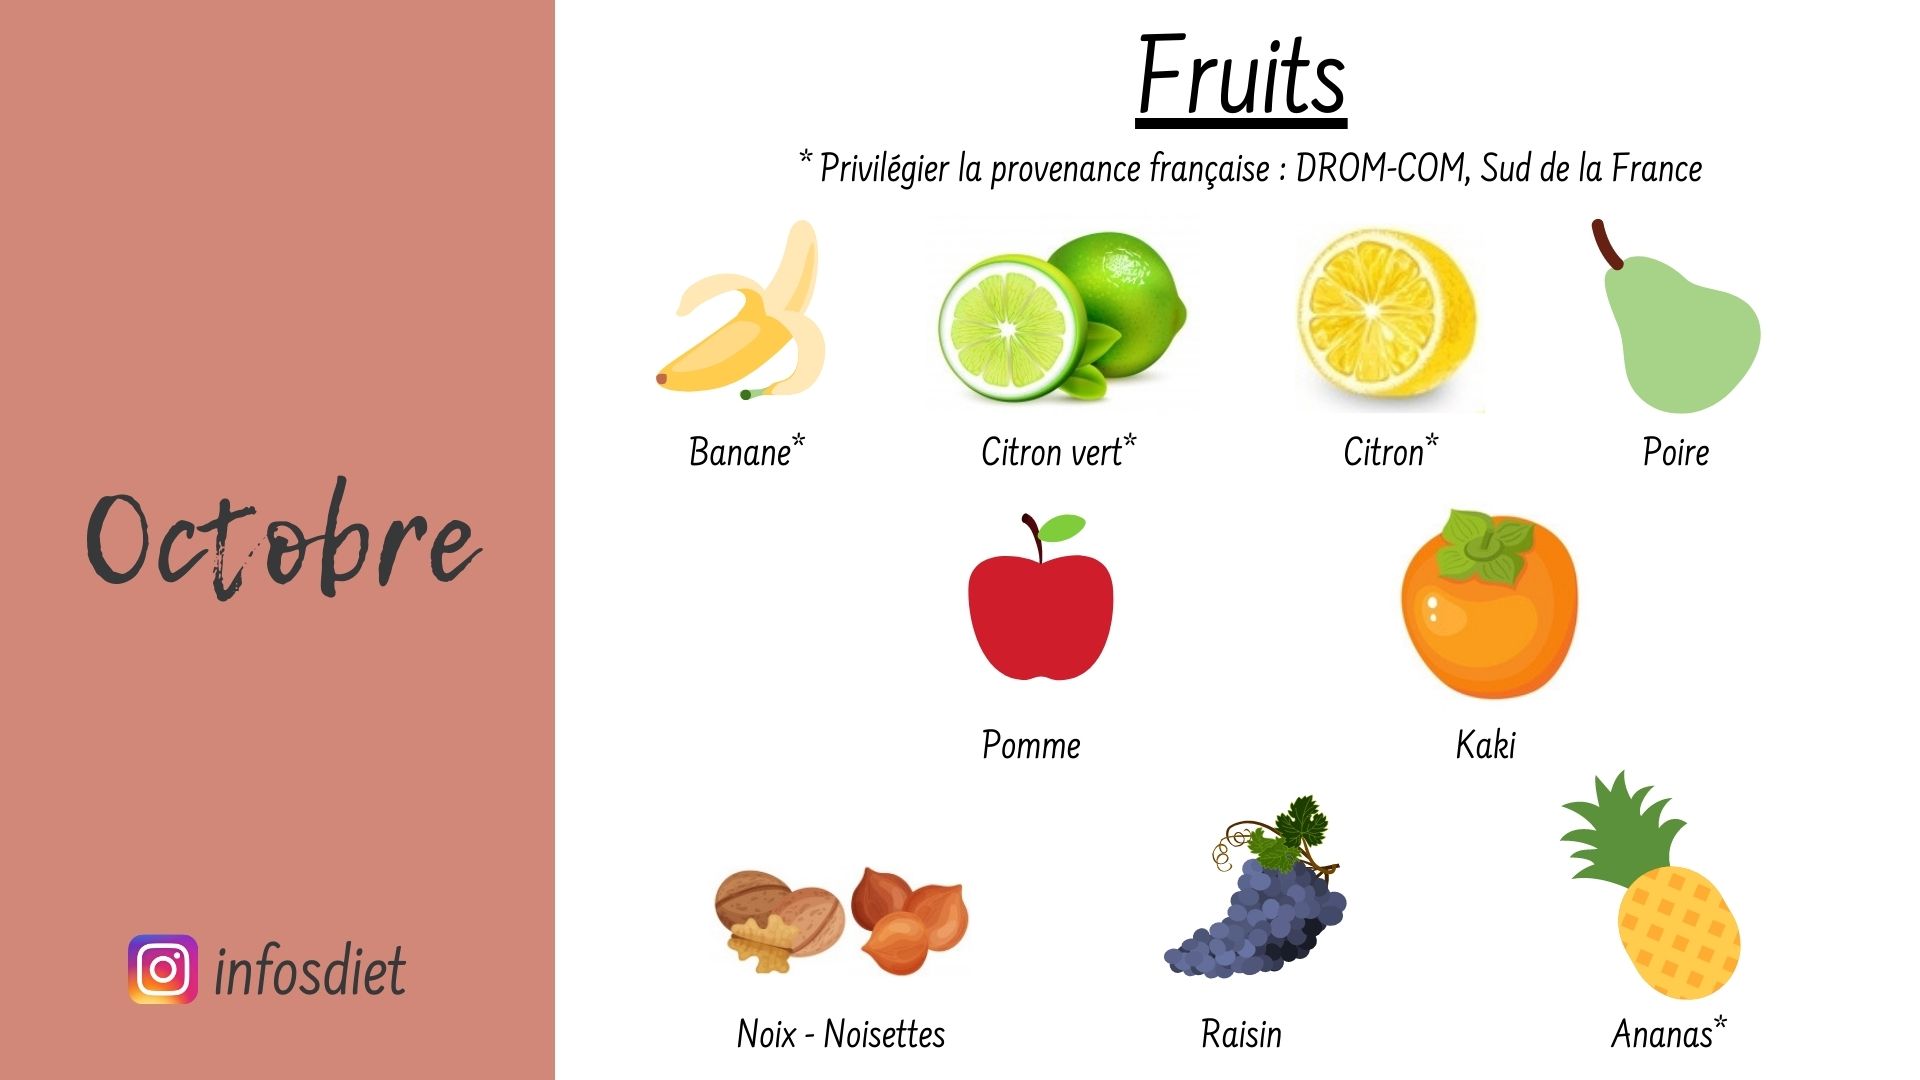 Octobre
infosdiet
Fruits
* Privilégier la provenance française : DROM-COM, Sud de la France
Banane*
Citron vert*
Citron*
Poire
Pomme
Kaki
Noix - Noisettes
Raisin
Ananas*